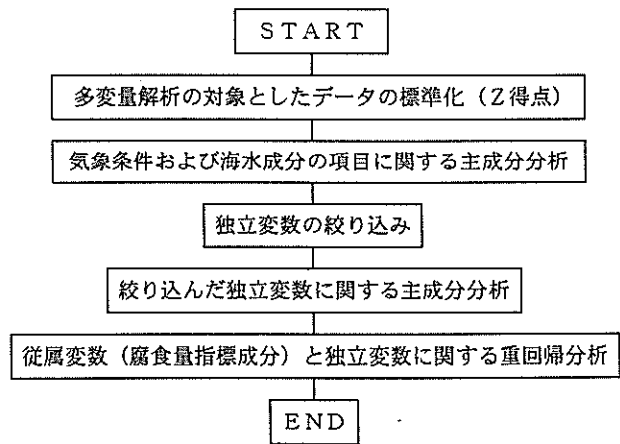 START
多変量解析の対象としたデータの標準化（Z得点）
気象条件および海水成分の項目に関する主成分分析
独立変数の絞り込み
絞り込んだ独立変数に関する主成分分析
従属変数（腐食量指標成分）と独立変数に関する重回帰分析
END